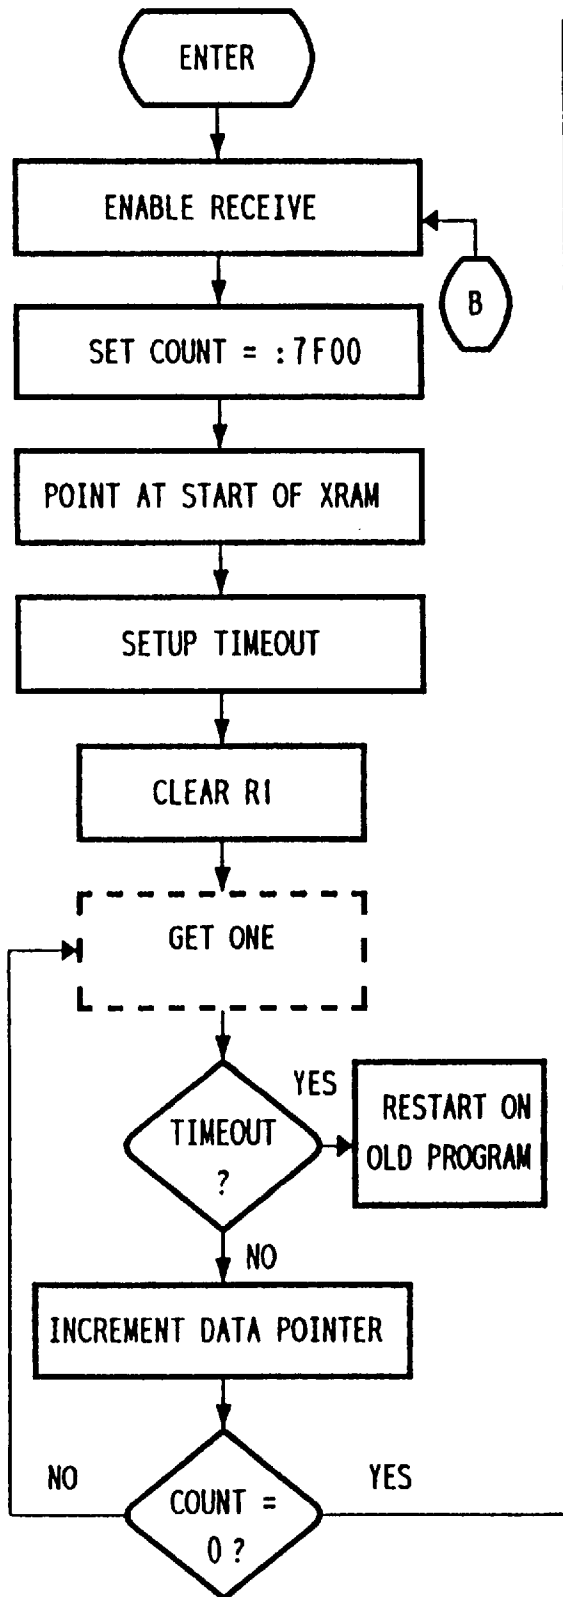 ENTER
ENABLE RECEIVE
B
SET COUNT = :7F00
POINT AT START OF XRAM
SETUP TIMEOUT
CLEAR RI
GET ONE
YES
TIMEOUT
?
RESTART ON
OLD PROGRAM
NO
INCREMENT DATA POINTER
NO
YES
COUNT =
0?